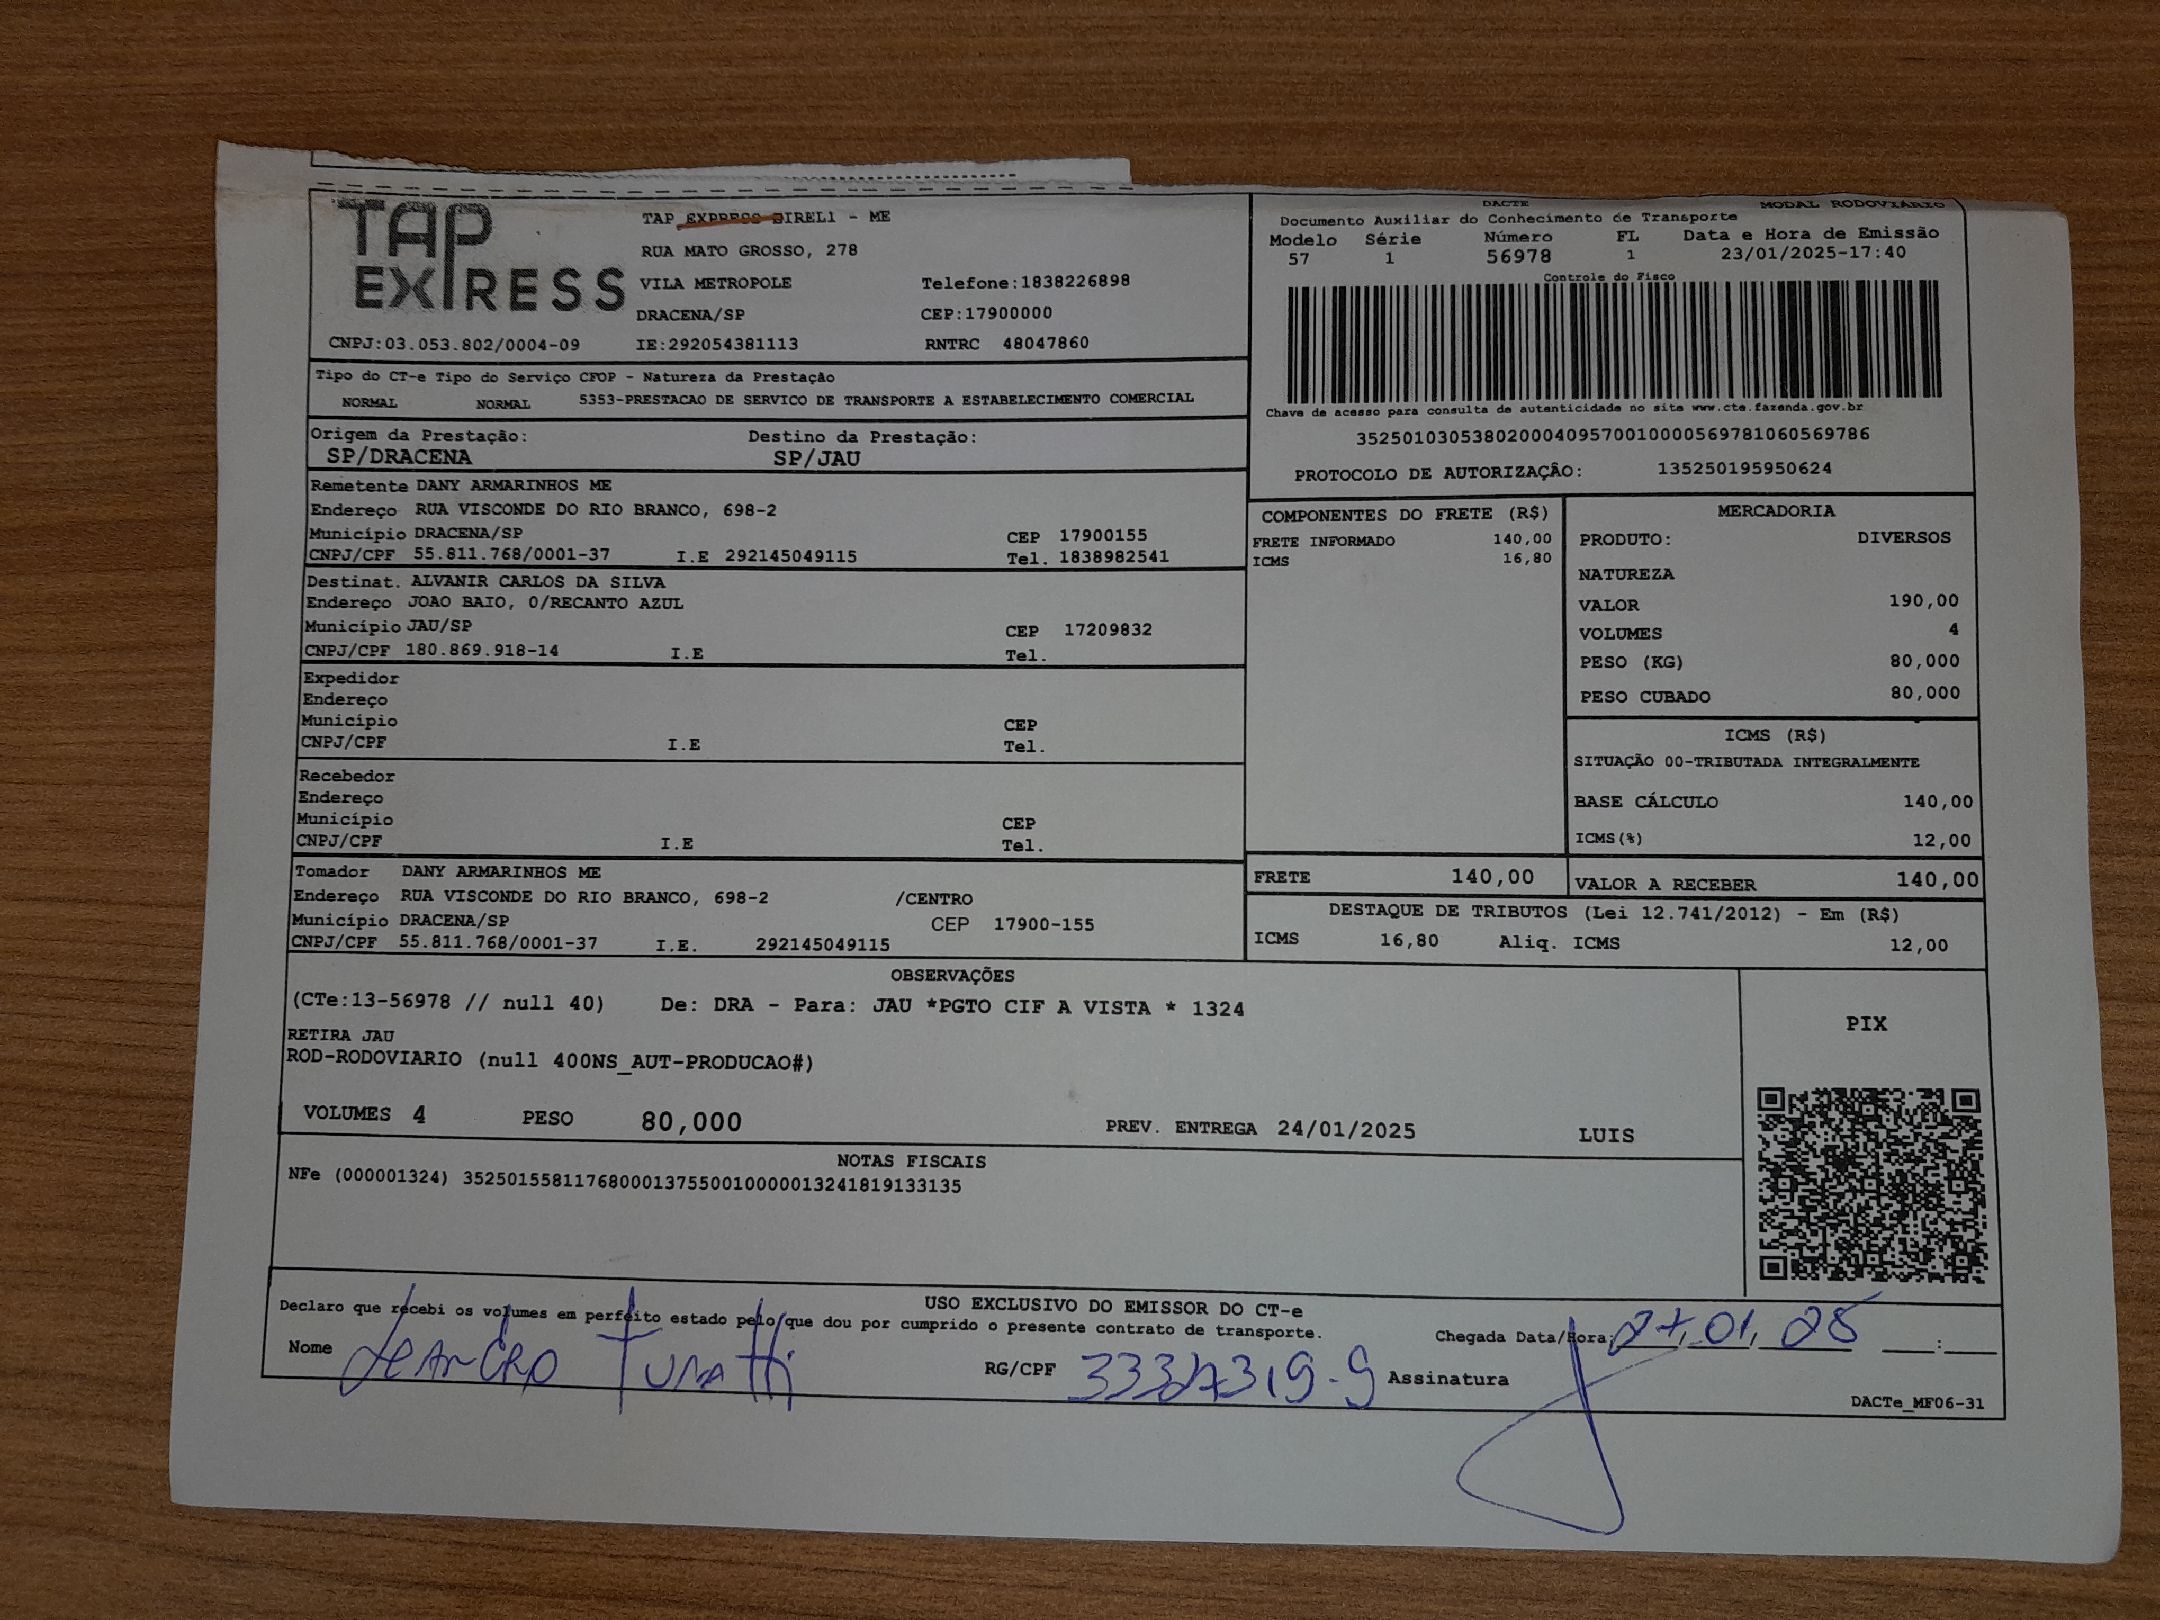 TAP EXPRESS
TAP EXPRESS EIRELI - ME
RUA MATO GROSSO, 278
VILA METROPOLE Telefone:1838226898
DRACENA/SP CEP:17900000
CNPJ:03.053.802/0004-09 IE:292054381113 RNTRC 48047860
DACTE MODAL RODOVIÁRIO
Documento Auxiliar do Conhecimento de Transporte
Modelo Série Número FL Data e Hora de Emissão
57 1 56978 1 23/01/2025-17:40
Controle do Fisco
Chave de acesso para consulta de autenticidade no site www.cte.fazenda.gov.br
35250103053802000409570010000569781060569786
PROTOCOLO DE AUTORIZAÇÃO: 135250195950624
Tipo do CT-e Tipo do Serviço CFOP - Natureza da Prestação
NORMAL NORMAL 5353-PRESTACAO DE SERVICO DE TRANSPORTE A ESTABELECIMENTO COMERCIAL
Origem da Prestação: Destino da Prestação:
SP/DRACENA SP/JAU
Remetente DANY ARMARINHOS ME
Endereço RUA VISCONDE DO RIO BRANCO, 698-2
Município DRACENA/SP CEP 17900155
CNPJ/CPF 55.811.768/0001-37 I.E 292145049115 Tel. 1838982541
Destinat. ALVANIR CARLOS DA SILVA
Endereço JOAO BAIO, 0/RECANTO AZUL
Município JAU/SP CEP 17209832
CNPJ/CPF 180.869.918-14 I.E Tel.
Expedidor
Endereço
Município CEP
CNPJ/CPF I.E Tel.
Recebedor
Endereço
Município CEP
CNPJ/CPF I.E Tel.
Tomador DANY ARMARINHOS ME
Endereço RUA VISCONDE DO RIO BRANCO, 698-2 /CENTRO
Município DRACENA/SP CEP 17900-155
CNPJ/CPF 55.811.768/0001-37 I.E. 292145049115
COMPONENTES DO FRETE (R$)
FRETE INFORMADO 140,00
ICMS 16,80
MERCADORIA
PRODUTO: DIVERSOS
NATUREZA
VALOR 190,00
VOLUMES 4
PESO (KG) 80,000
PESO CUBADO 80,000
ICMS (R$)
SITUAÇÃO 00-TRIBUTADA INTEGRALMENTE
BASE CÁLCULO 140,00
ICMS(%) 12,00
FRETE 140,00 VALOR A RECEBER 140,00
DESTAQUE DE TRIBUTOS (Lei 12.741/2012) - Em (R$)
ICMS 16,80 Aliq. ICMS 12,00
OBSERVAÇÕES
(CTe:13-56978 // null 40) De: DRA - Para: JAU *PGTO CIF A VISTA * 1324
RETIRA JAU
ROD-RODOVIARIO (null 400NS_AUT-PRODUCAO#)
VOLUMES 4 PESO 80,000 PREV. ENTREGA 24/01/2025 LUIS
PIX
NOTAS FISCAIS
NFe (000001324) 35250155811768000137550010000013241819133135
USO EXCLUSIVO DO EMISSOR DO CT-e
Declaro que recebi os volumes em perfeito estado pelo que dou por cumprido o presente contrato de transporte.
Chegada Data/Hora: 27,01,25 :
Nome Leandro RG/CPF Assinatura
DACTe_MF06-31